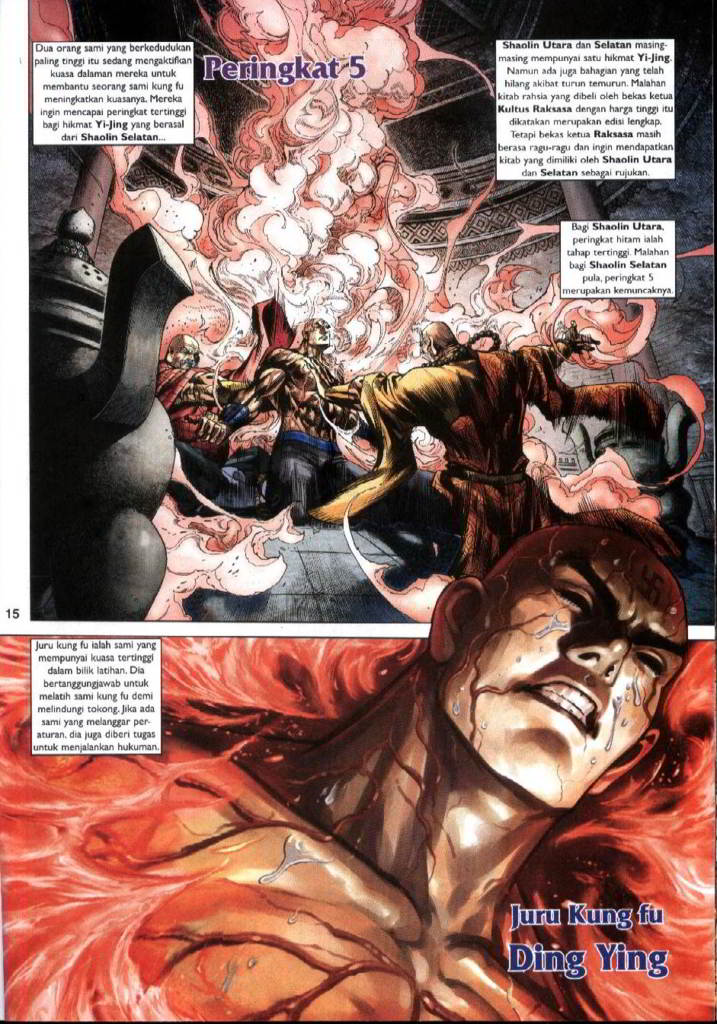 Dua orang sami yang berkedudukan
paling tinggi itu sedang mengaktifkan
kuasa dalaman mereka untuk
membantu seorang sami kung fu
meningkatkan kuasanya. Mereka
ingin mencapai peringkat tertinggi
bagi hikmat Yi-Jing yang berasal
dari Shaolin Selatan...
Peringkat 5
Shaolin Utara dan Selatan masing-
masing mempunyai satu hikmat Yi-Jing.
Namun ada juga bahagian yang telah
hilang akibat turun temurun. Malahan
kitab rahsia yang dibeli oleh bekas ketua
Kultus Raksasa dengan harga tinggi itu
dikatakan merupakan edisi lengkap.
Tetapi bekas ketua Raksasa masih
berasa ragu-ragu dan ingin mendapatkan
kitab yang dimiliki oleh Shaolin Utara
dan Selatan sebagai rujukan.
Bagi Shaolin Utara,
peringkat hitam ialah
tahap tertinggi. Malahan
bagi Shaolin Selatan
pula, peringkat 5
merupakan kemuncaknya.
15
Juru kung fu ialah sami yang
mempunyai kuasa tertinggi
dalam bilik latihan. Dia
bertanggungjawab untuk
melatih sami kung fu demi
melindungi tokong. Jika ada
sami yang melanggar per-
aturan, dia juga diberi tugas
untuk menjalankan hukuman.
Juru Kung fu
Ding Ying